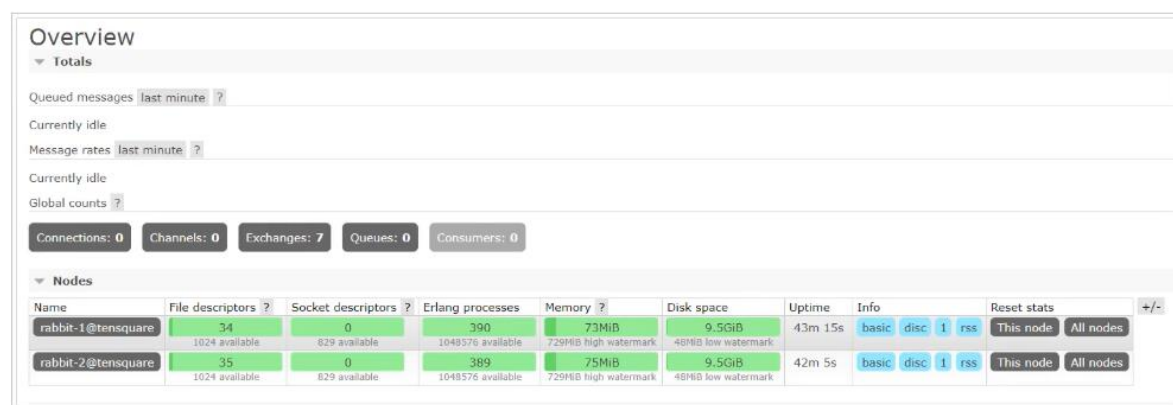 Overview
Totals
Queued messages last minute ?
Currently idle
Message rates last minute ?
Currently idle
Global counts ?
Connections: 0 Channels: 0 Exchanges: 7 Queues: 0 Consumers: 0
Nodes
Name File descriptors ? Socket descriptors ? Erlang processes Memory ? Disk space Uptime Info Reset stats +/-
rabbit-1@tensquare 34 0 390 73MiB 9.5GiB 43m 15s basic disc 1 rss This node All nodes
1024 available 829 available 1048576 available 729MiB high watermark 48MiB low watermark
rabbit-2@tensquare 35 0 389 75MiB 9.5GiB 42m 5s basic disc 1 rss This node All nodes
1024 available 829 available 1048576 available 729MiB high watermark 48MiB low watermark